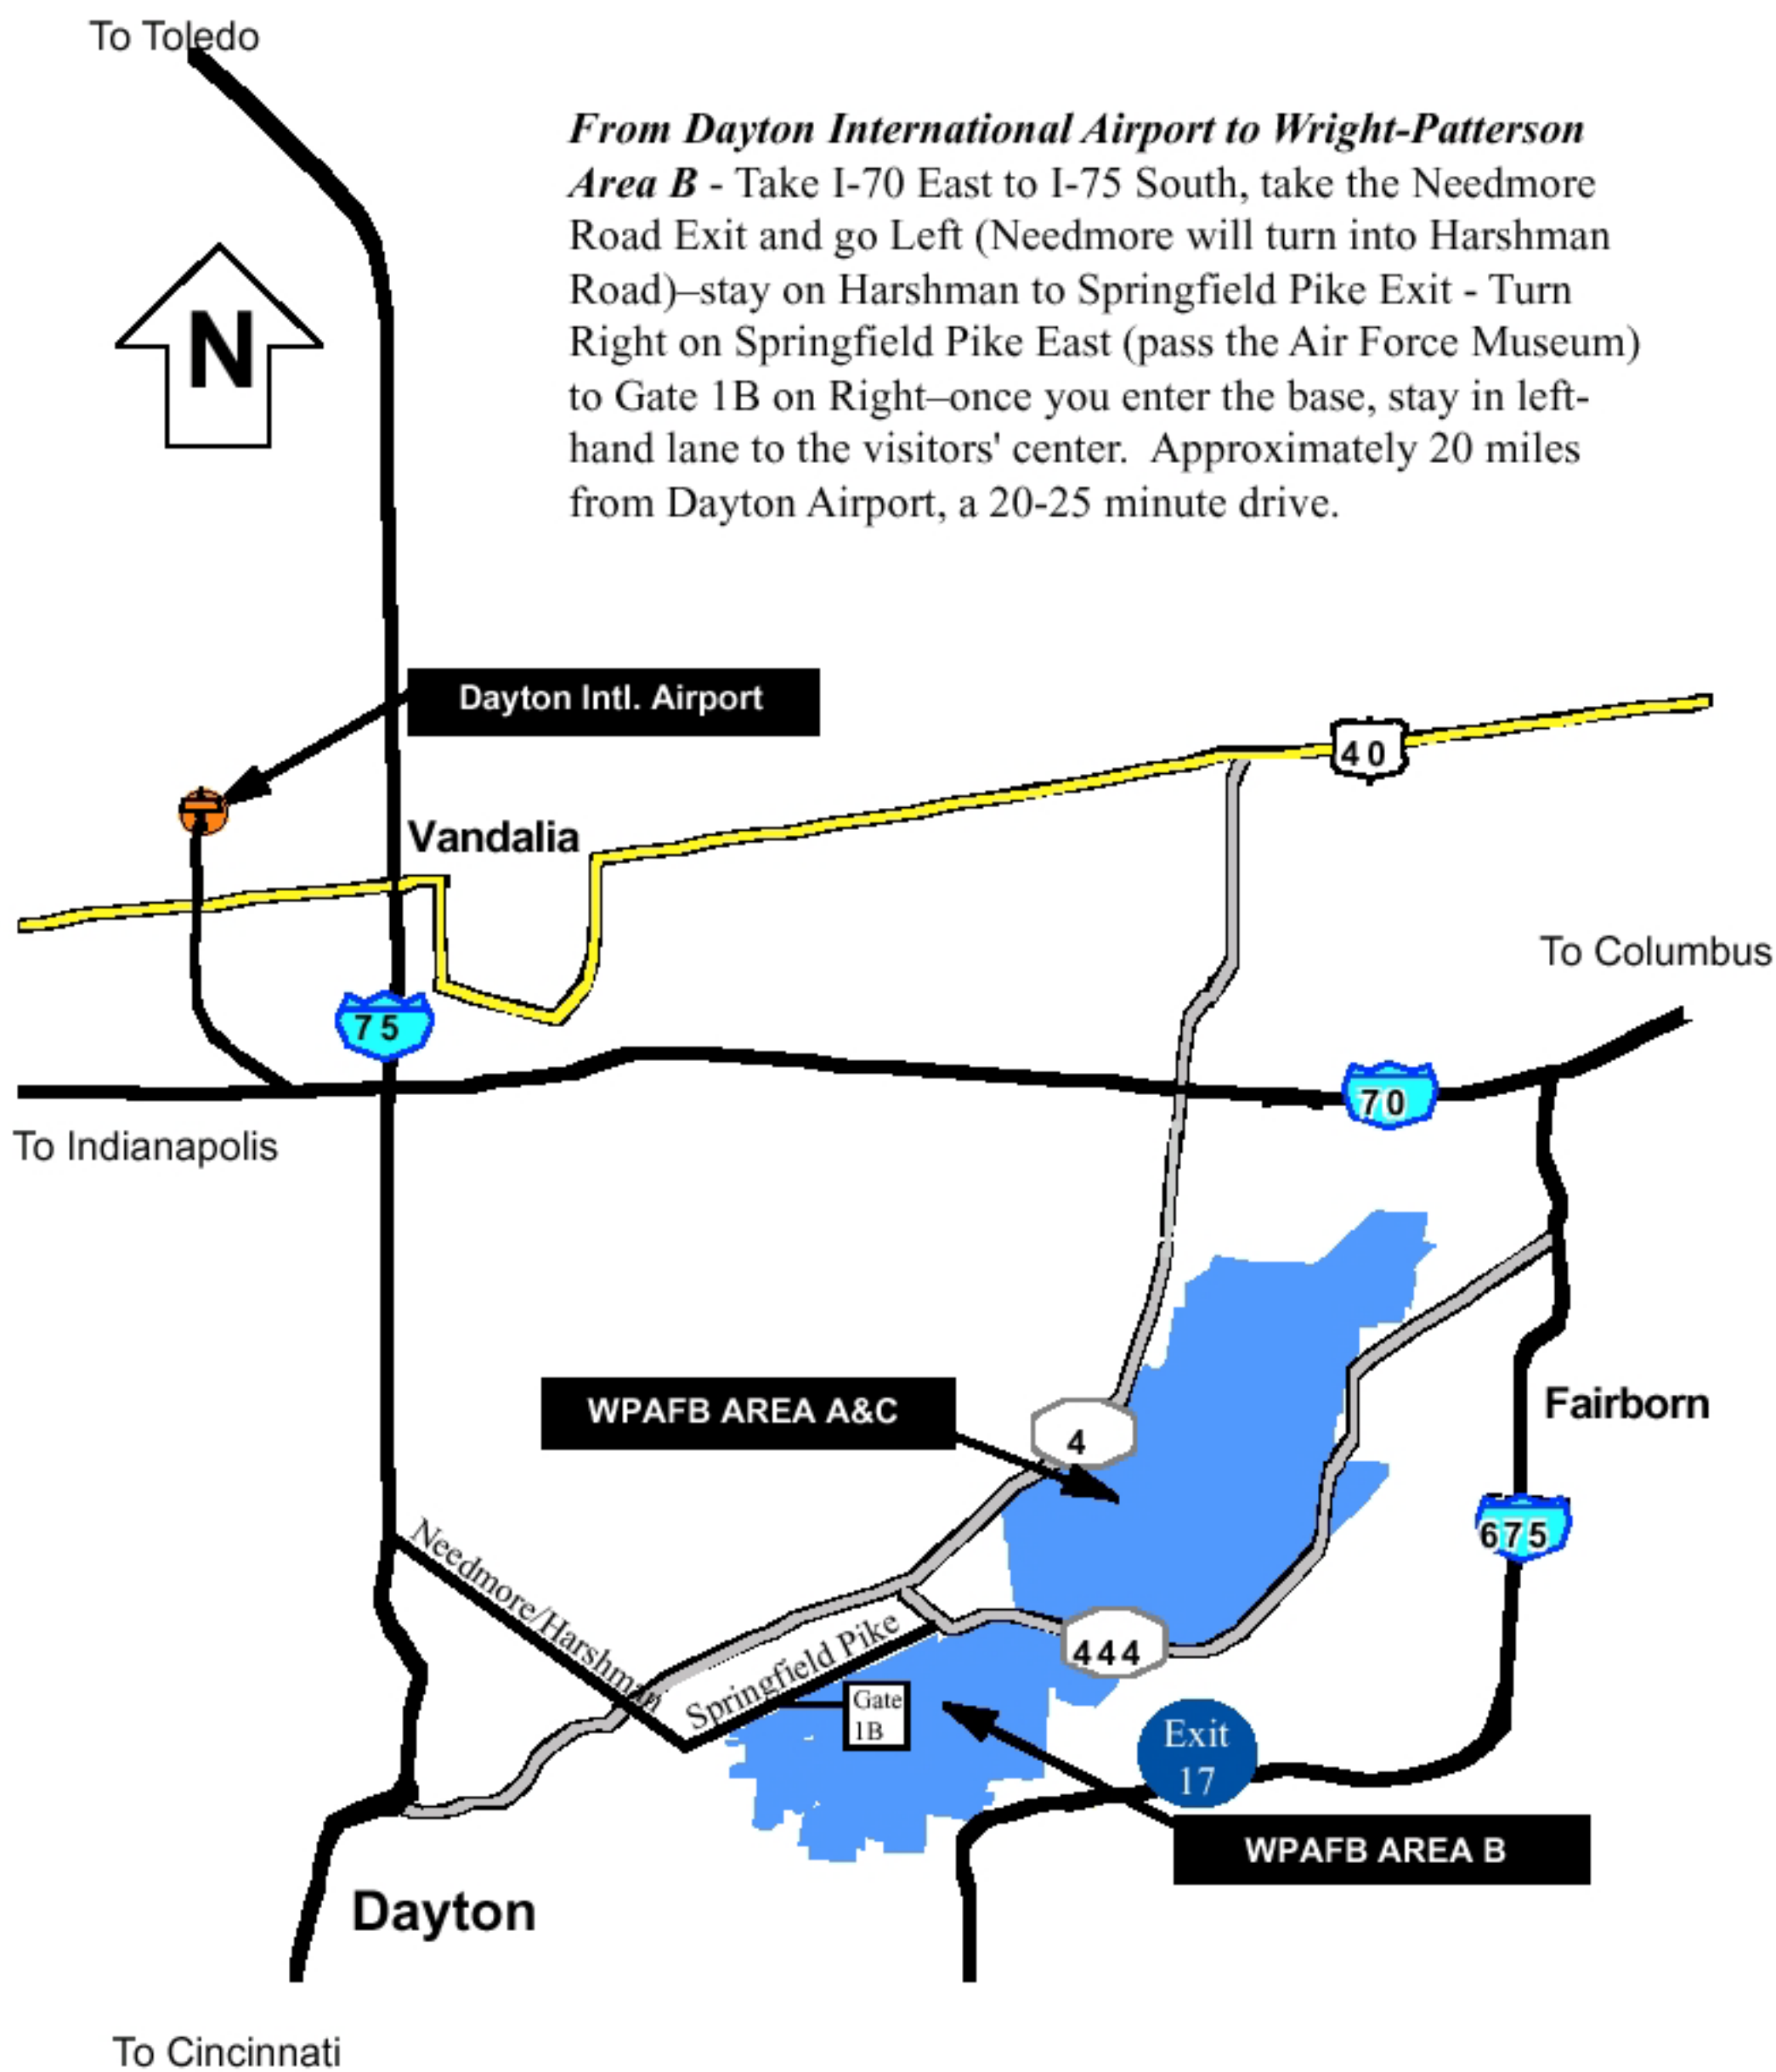 To Toledo
From Dayton International Airport to Wright-Patterson
Area B - Take I-70 East to I-75 South, take the Needmore
Road Exit and go Left (Needmore will turn into Harshman
Road)–stay on Harshman to Springfield Pike Exit - Turn
Right on Springfield Pike East (pass the Air Force Museum)
to Gate 1B on Right–once you enter the base, stay in left-
hand lane to the visitors' center.  Approximately 20 miles
from Dayton Airport, a 20-25 minute drive.
N
Dayton Intl. Airport
40
Vandalia
To Columbus
75
70
To Indianapolis
WPAFB AREA A&C
4
Fairborn
675
Needmore/Harshman
Springfield Pike
444
Gate
1B
Exit
17
WPAFB AREA B
Dayton
To Cincinnati